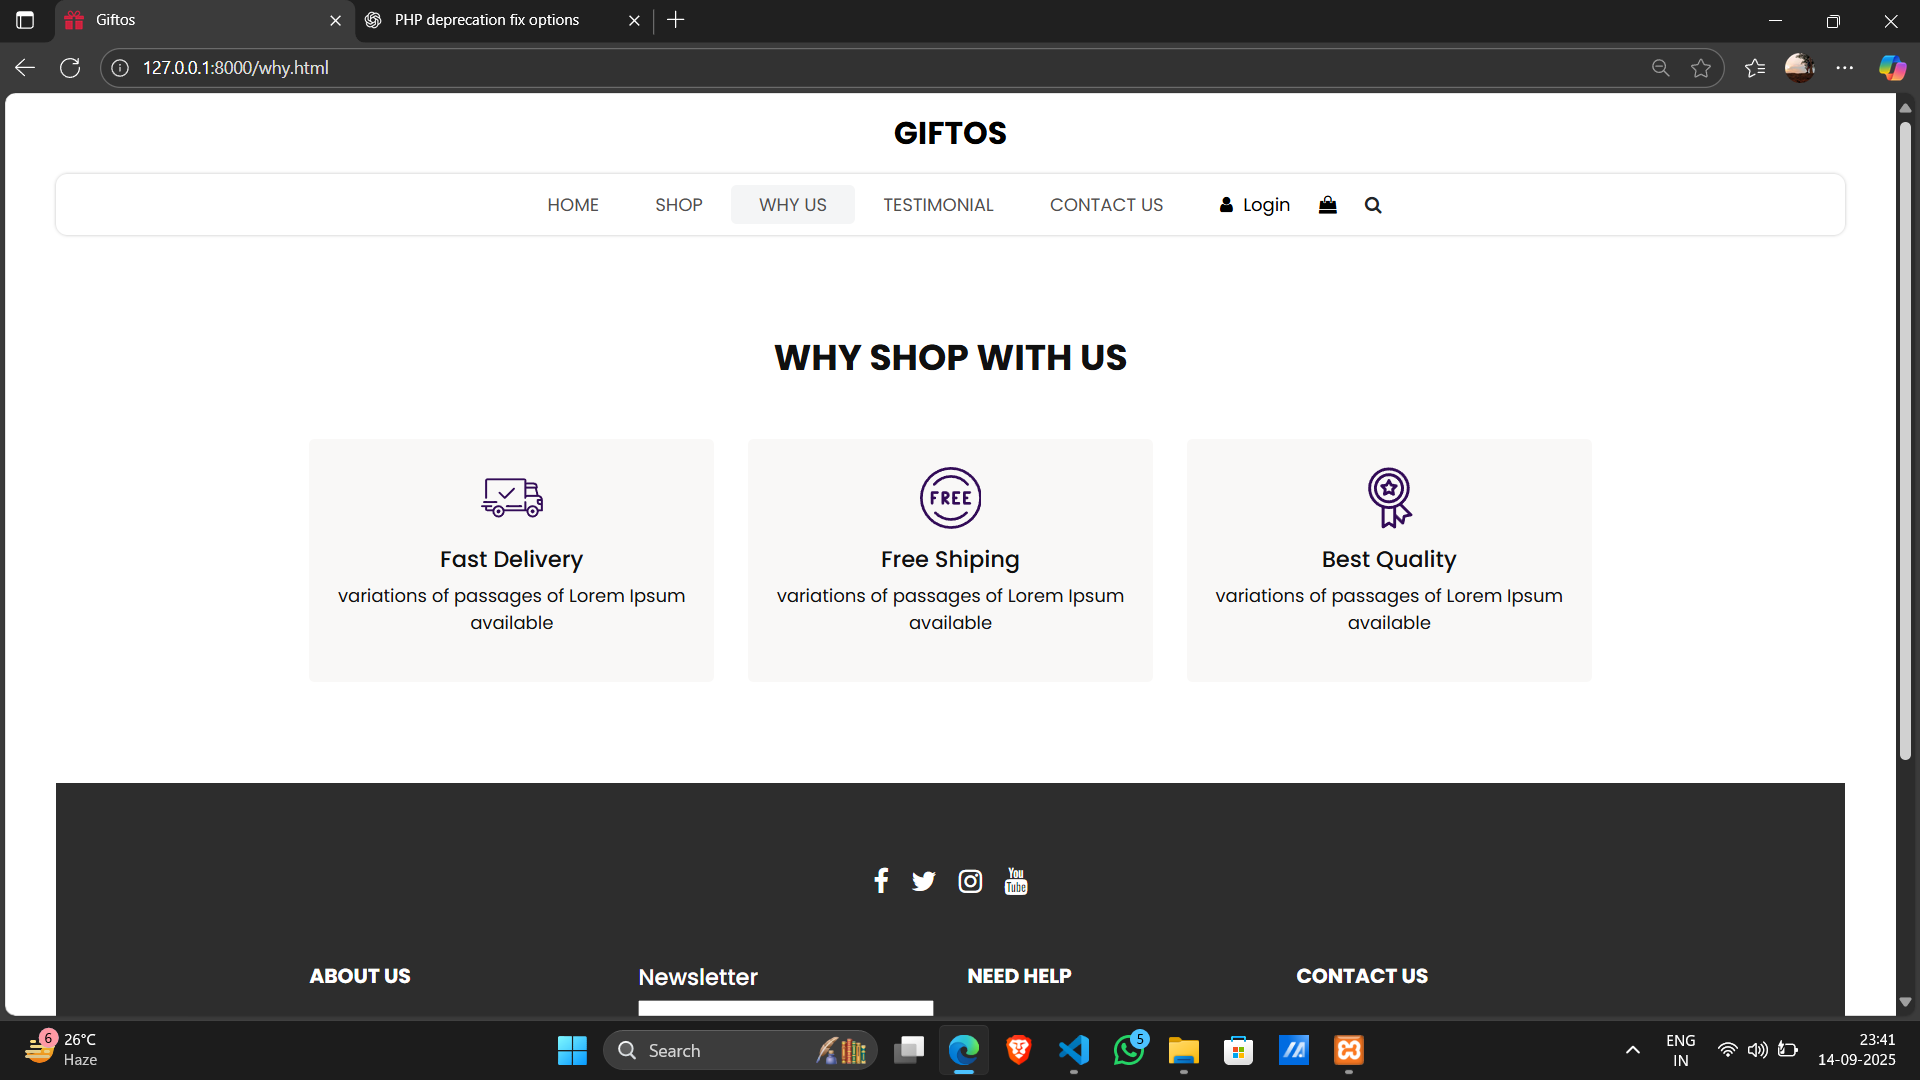 Giftos
PHP deprecation fix options
127.0.0.1:8000/why.html
GIFTOS
HOME
SHOP
WHY US
TESTIMONIAL
CONTACT US
Login
WHY SHOP WITH US
FREE
Fast Delivery
variations of passages of Lorem Ipsum
available
Free Shiping
variations of passages of Lorem Ipsum
available
Best Quality
variations of passages of Lorem Ipsum
available
You
Tube
ABOUT US
Newsletter
NEED HELP
CONTACT US
6
26°C
Haze
Search
5
ENG
IN
23:41
14-09-2025